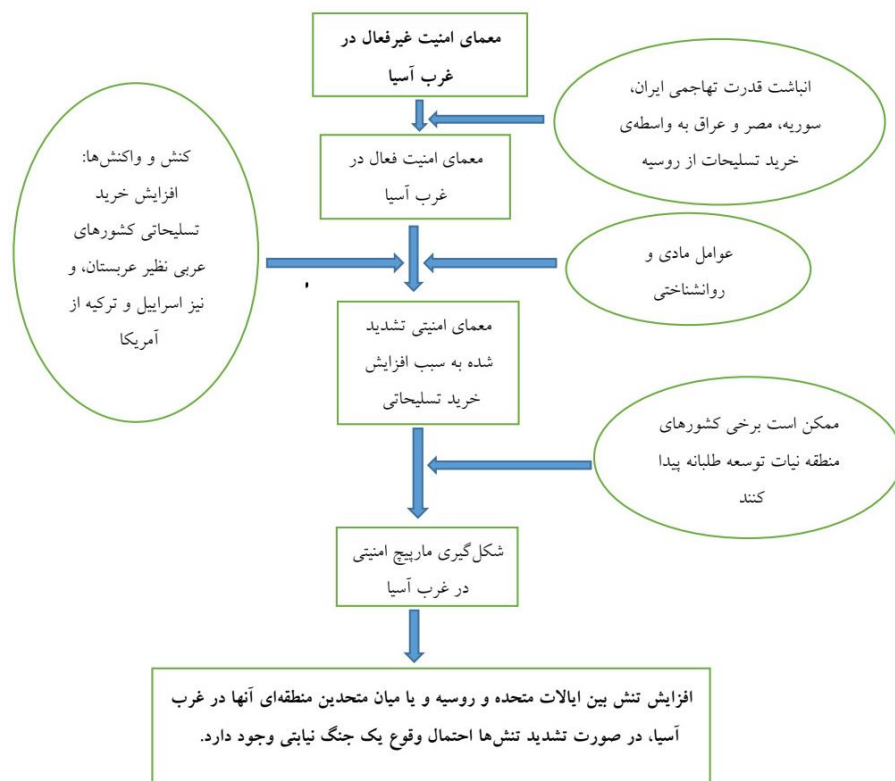 معمای امنیت غیرفعال در
غرب آسیا
انباشت قدرت تهاجمی ایران،
سوریه، مصر و عراق به واسطه‌ی
خرید تسلیحات از روسیه
معمای امنیت فعال در
غرب آسیا
کنش و واکنش‌ها:
افزایش خرید
تسلیحاتی کشورهای
عربی نظیر عربستان، و
نیز اسراییل و ترکیه از
آمریکا
عوامل مادی و
روانشناختی
معمای امنیتی تشدید
شده به سبب افزایش
خرید تسلیحاتی
ممکن است برخی کشورهای
منطقه نیات توسعه طلبانه پیدا
کنند
شکل‌گیری مارپیچ امنیتی
در غرب آسیا
افزایش تنش بین ایالات متحده و روسیه و یا میان متحدین منطقه‌ای آنها در غرب
آسیا، در صورت تشدید تنش‌ها احتمال وقوع یک جنگ نیابتی وجود دارد.